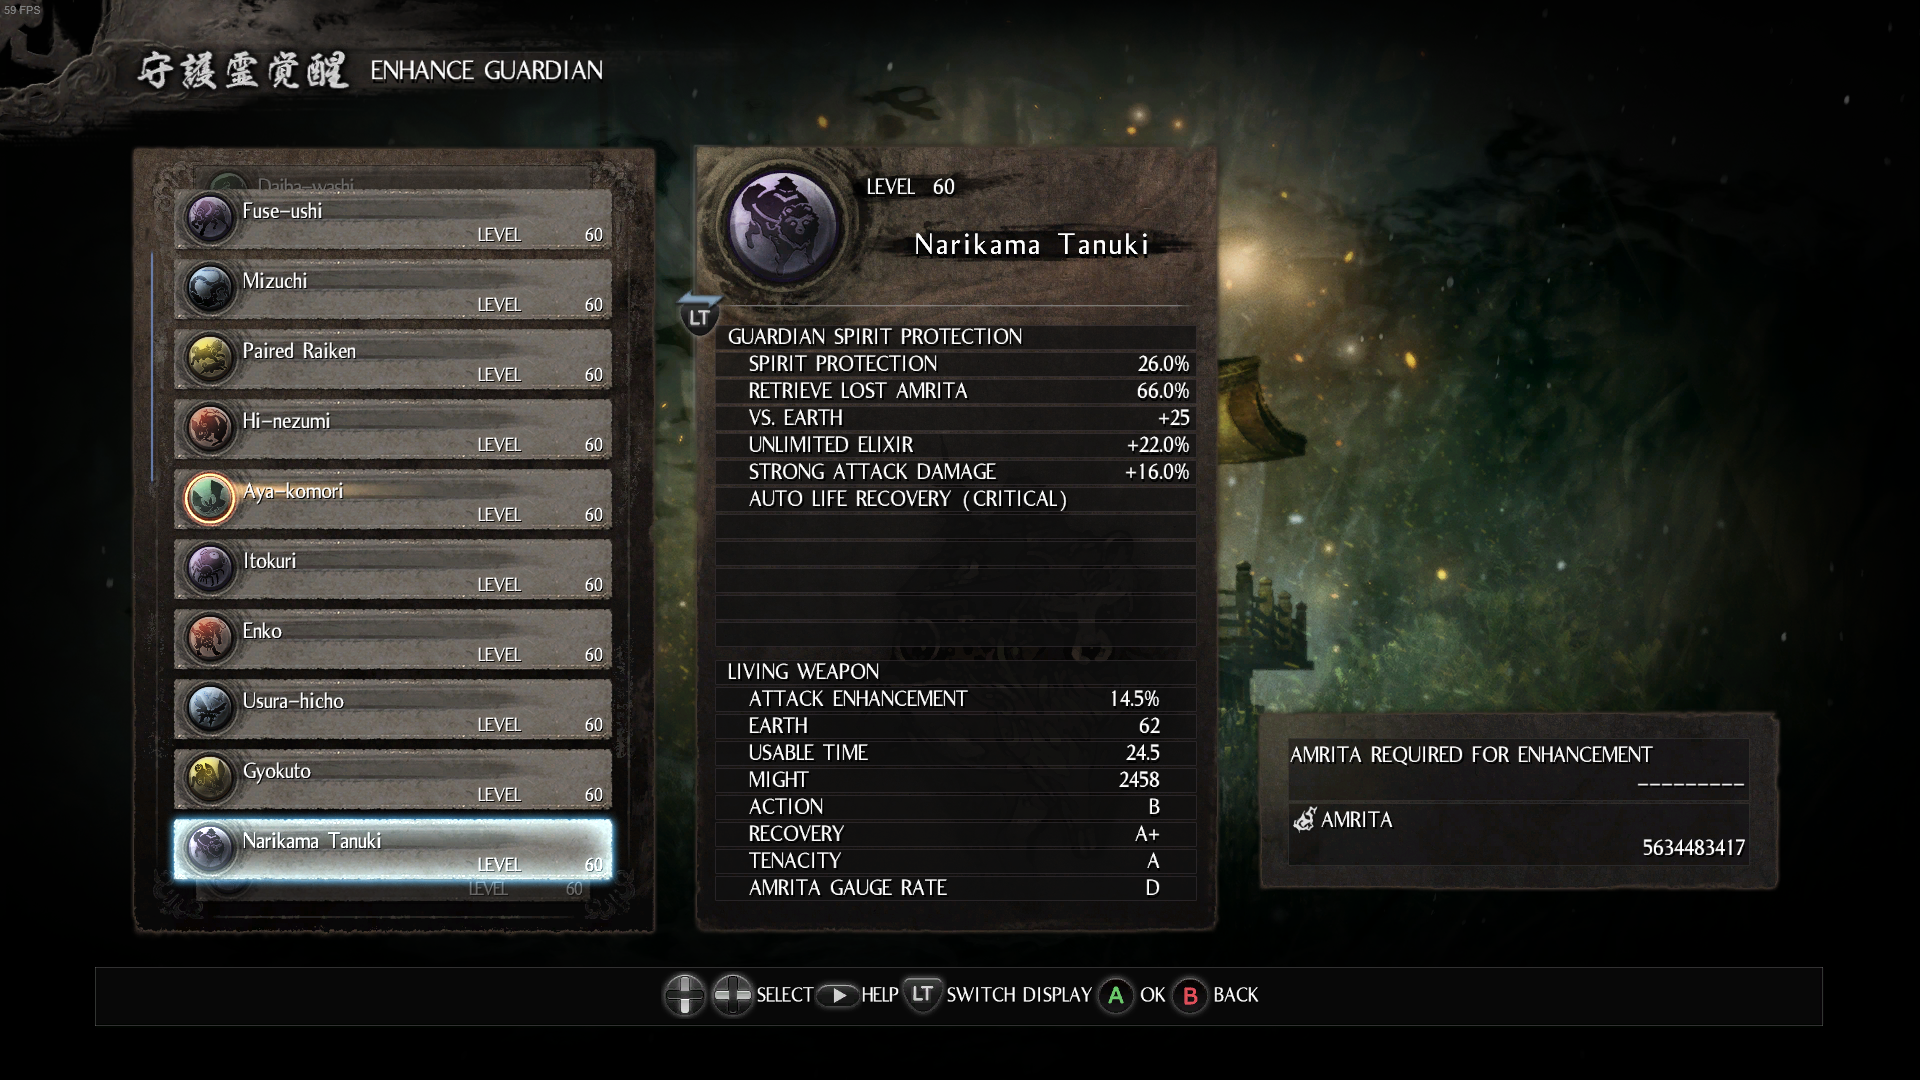 59 FPS
守護霊覚醒 ENHANCE GUARDIAN
Daiba-washi
Fuse-ushi
LEVEL 60
Mizuchi
LEVEL 60
Paired Raiken
LEVEL 60
Hi-nezumi
LEVEL 60
Aya-komori
LEVEL 60
Itokuri
LEVEL 60
Enko
LEVEL 60
Usura-hicho
LEVEL 60
Gyokuto
LEVEL 60
Narikama Tanuki
LEVEL 60
LEVEL 60
LEVEL 60
Narikama Tanuki
LT
GUARDIAN SPIRIT PROTECTION
SPIRIT PROTECTION 26.0%
RETRIEVE LOST AMRITA 66.0%
VS. EARTH +25
UNLIMITED ELIXIR +22.0%
STRONG ATTACK DAMAGE +16.0%
AUTO LIFE RECOVERY (CRITICAL)
LIVING WEAPON
ATTACK ENHANCEMENT 14.5%
EARTH 62
USABLE TIME 24.5
MIGHT 2458
ACTION B
RECOVERY A+
TENACITY A
AMRITA GAUGE RATE D
AMRITA REQUIRED FOR ENHANCEMENT
---------
AMRITA
5634483417
SELECT HELP LT SWITCH DISPLAY A OK B BACK